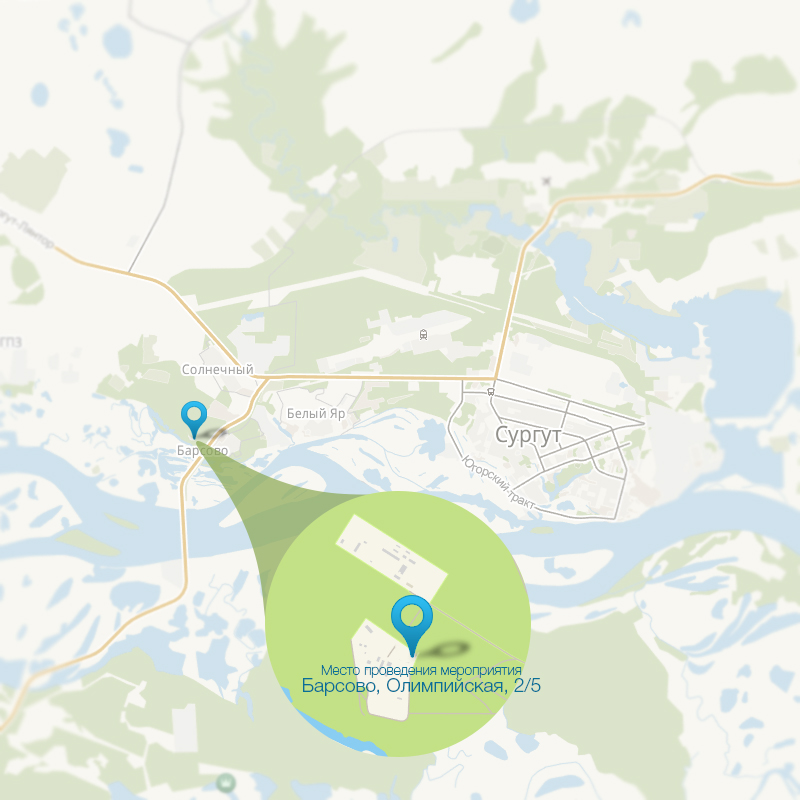 Солнечный
Белый Яр
Барсово
Сургут
Югорский тракт
Место проведения мероприятия
Барсово, Олимпийская, 2/5